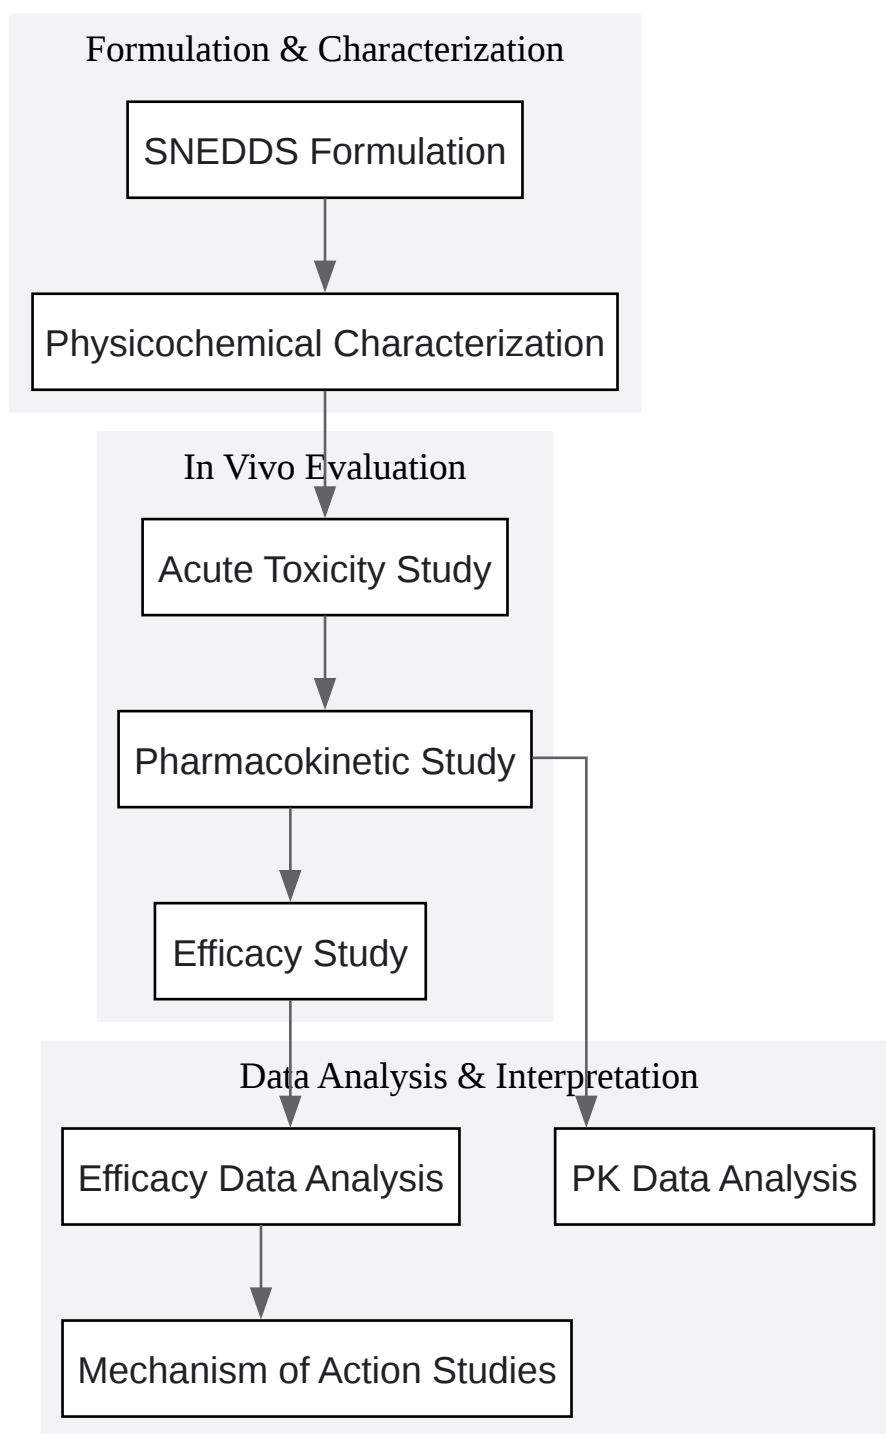 Formulation & Characterization
SNEDDS Formulation
Physicochemical Characterization
In Vivo Evaluation
Acute Toxicity Study
Pharmacokinetic Study
Efficacy Study
Data Analysis & Interpretation
Efficacy Data Analysis
PK Data Analysis
Mechanism of Action Studies